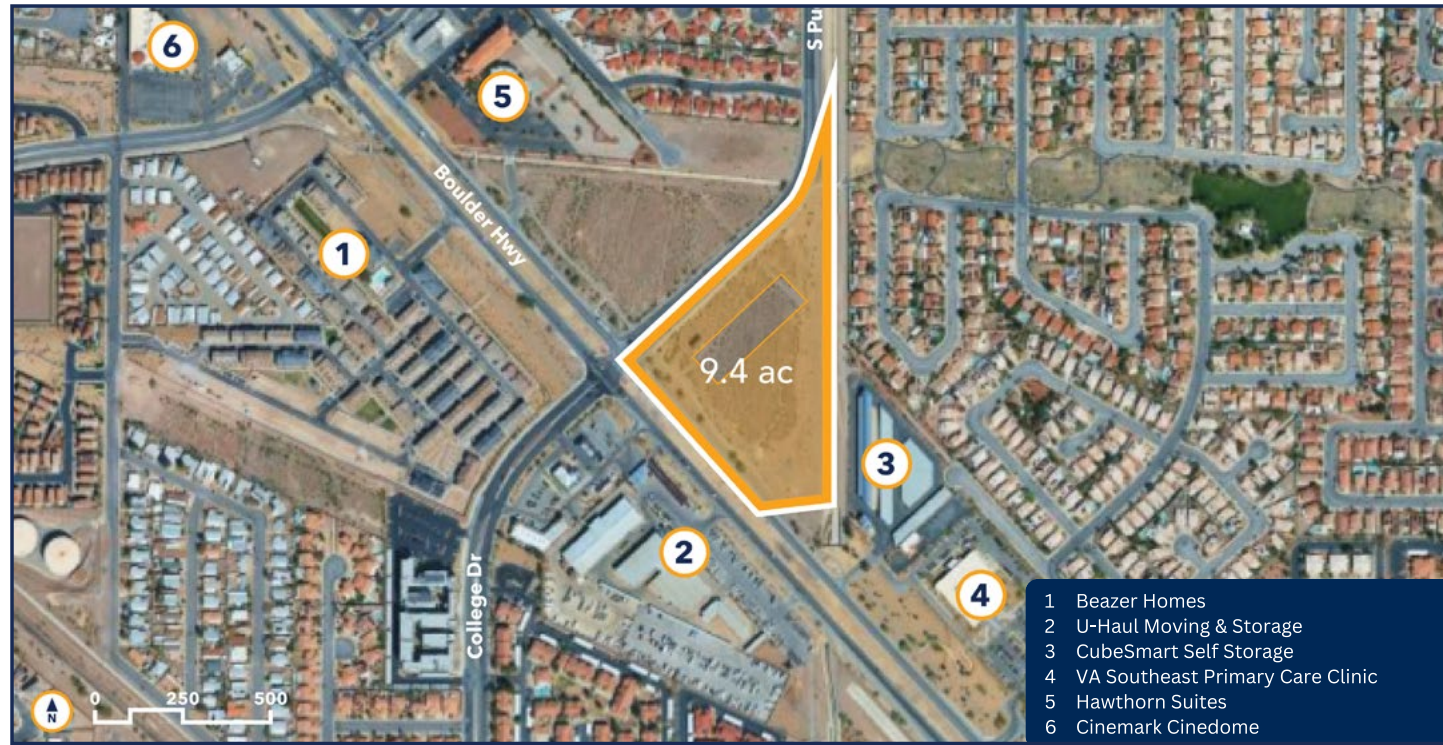 6
5
S Pu
Boulder Hwy
1
9.4 ac
3
2
4
College Dr
0 250 500
N
1 Beazer Homes
2 U-Haul Moving & Storage
3 CubeSmart Self Storage
4 VA Southeast Primary Care Clinic
5 Hawthorn Suites
6 Cinemark Cinedome